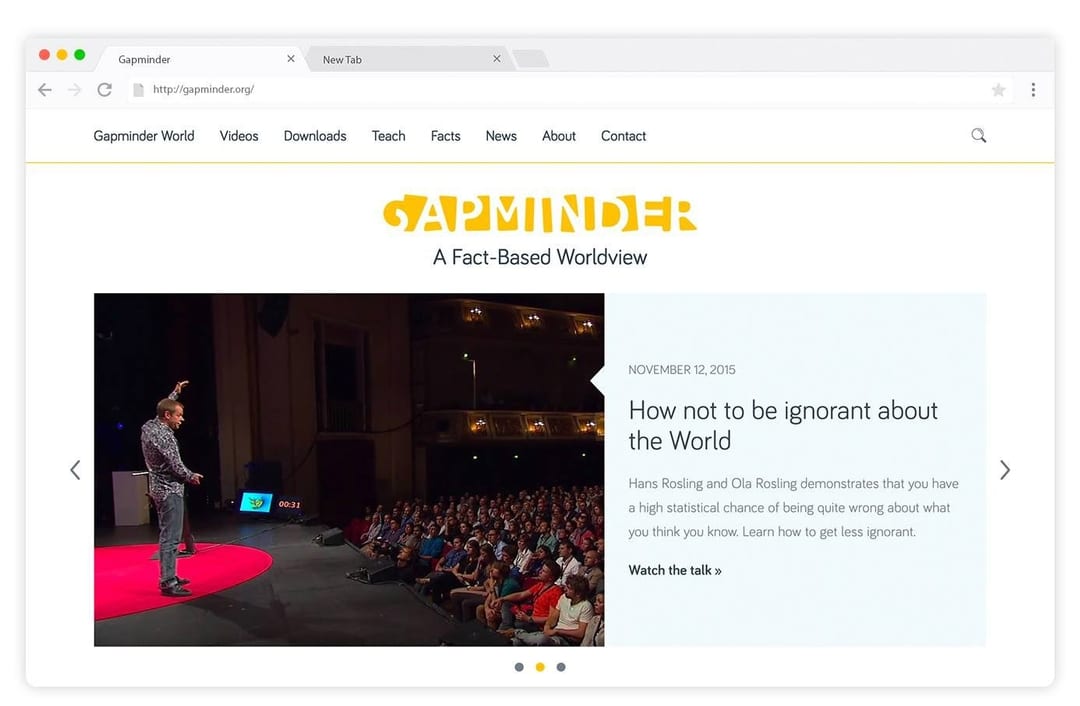 Gapminder
New Tab
http://gapminder.org/
Gapminder World Videos Downloads Teach Facts News About Contact
GAPMINDER
A Fact-Based Worldview
00:31
NOVEMBER 12, 2015
How not to be ignorant about
the World
Hans Rosling and Ola Rosling demonstrates that you have
a high statistical chance of being quite wrong about what
you think you know. Learn how to get less ignorant.
Watch the talk »